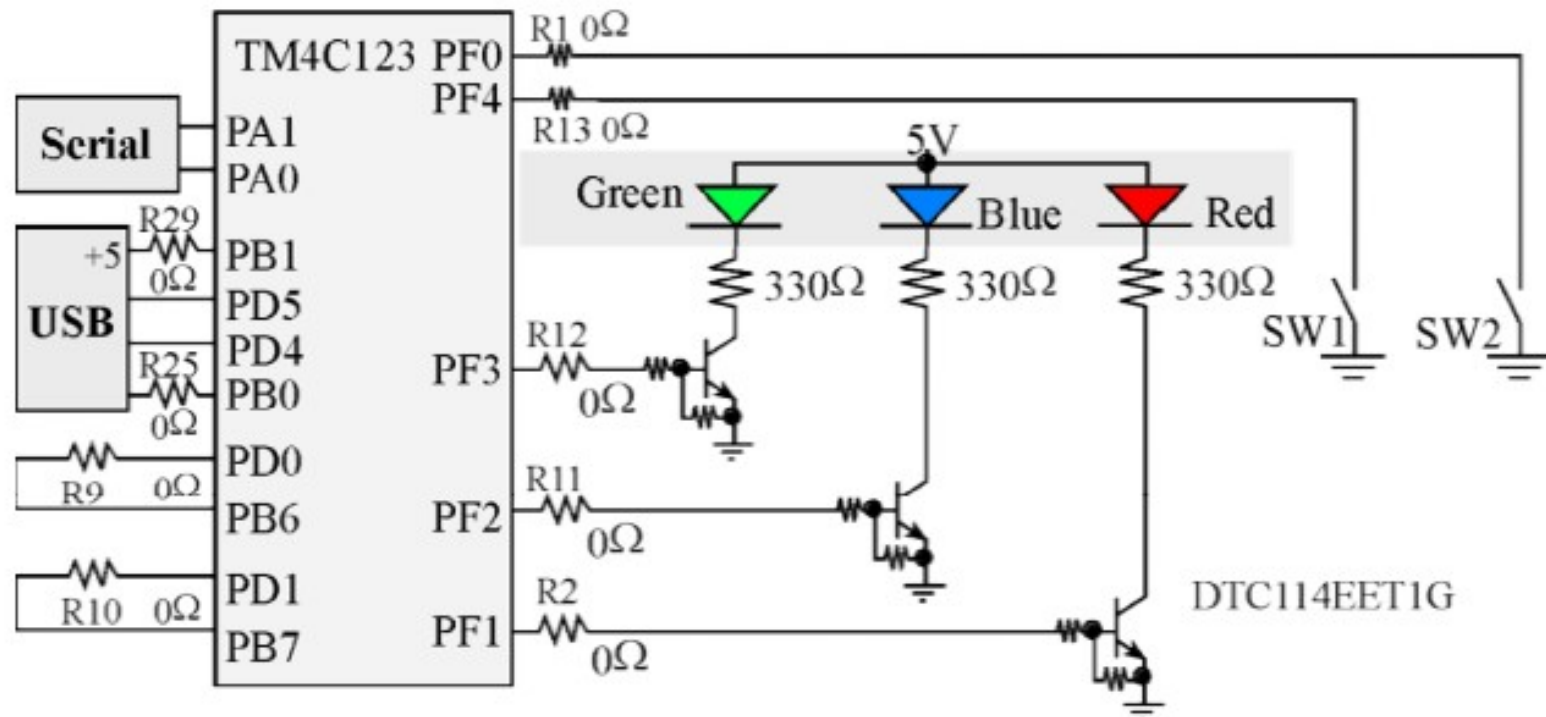 R1 0Ω
TM4C123 PF0
PF4
R13 0Ω
Serial
PA1
PA0
5V
Green
Blue
Red
R29
+5
0Ω
PB1
USB
PD5
PD4
R25
PB0
0Ω
330Ω
330Ω
330Ω
SW1
SW2
R12
PF3
0Ω
PD0
R9 0Ω
PB6
R11
PF2
0Ω
PD1
R10 0Ω
PB7
R2
PF1
0Ω
DTC114EET1G